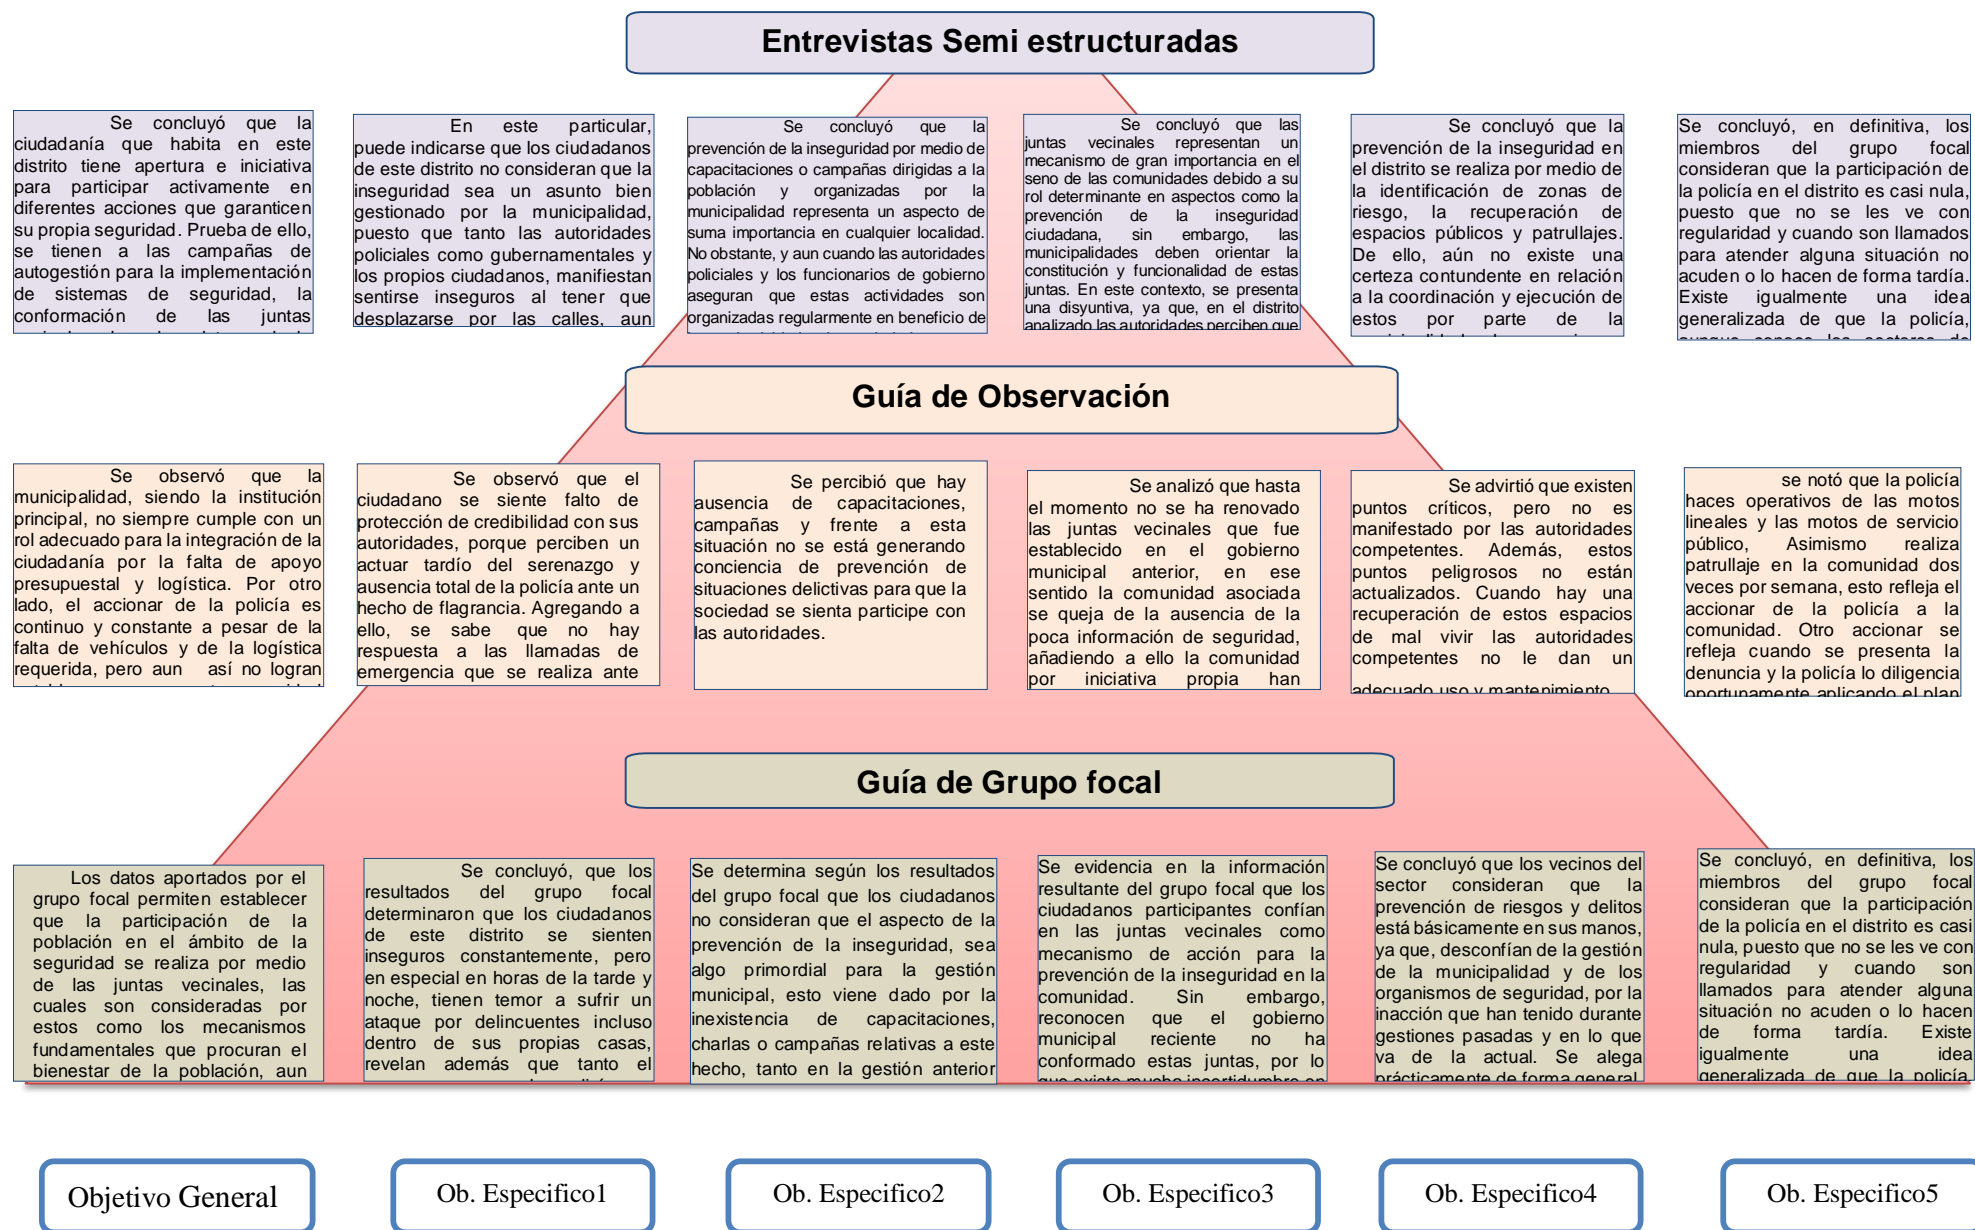 Entrevistas Semi estructuradas
Se concluyó que la
ciudadanía que habita en este
distrito tiene apertura e iniciativa
para participar activamente en
diferentes acciones que garanticen
su propia seguridad. Prueba de ello,
se tienen a las campañas de
autogestión para la implementación
de sistemas de seguridad, la
conformación de las juntas
En este particular,
puede indicarse que los ciudadanos
de este distrito no consideran que la
inseguridad sea un asunto bien
gestionado por la municipalidad,
puesto que tanto las autoridades
policiales como gubernamentales y
los propios ciudadanos, manifiestan
sentirse inseguros al tener que
desplazarse por las calles, aun
Se concluyó que la
prevención de la inseguridad por medio de
capacitaciones o campañas dirigidas a la
población y organizadas por la
municipalidad representa un aspecto de
suma importancia en cualquier localidad.
No obstante, y aun cuando las autoridades
policiales y los funcionarios de gobierno
aseguran que estas actividades son
organizadas regularmente en beneficio de
Se concluyó que las
juntas vecinales representan un
mecanismo de gran importancia en el
seno de las comunidades debido a su
rol determinante en aspectos como la
prevención de la inseguridad
ciudadana, sin embargo, las
municipalidades deben orientar la
constitución y funcionalidad de estas
juntas. En este contexto, se presenta
una disyuntiva, ya que, en el distrito
analizado las autoridades perciben que
Se concluyó que la
prevención de la inseguridad en
el distrito se realiza por medio de
la identificación de zonas de
riesgo, la recuperación de
espacios públicos y patrullajes.
De ello, aún no existe una
certeza contundente en relación
a la coordinación y ejecución de
estos por parte de la
Se concluyó, en definitiva, los
miembros del grupo focal
consideran que la participación de
la policía en el distrito es casi nula,
puesto que no se les ve con
regularidad y cuando son llamados
para atender alguna situación no
acuden o lo hacen de forma tardía.
Existe igualmente una idea
generalizada de que la policía,
aunque conoce los sectores de
Guía de Observación
Se observó que la
municipalidad, siendo la institución
principal, no siempre cumple con un
rol adecuado para la integración de la
ciudadanía por la falta de apoyo
presupuestal y logística. Por otro
lado, el accionar de la policía es
continuo y constante a pesar de la
falta de vehículos y de la logística
requerida, pero aun así no logran
Se observó que el
ciudadano se siente falto de
protección de credibilidad con sus
autoridades, porque perciben un
actuar tardío del serenazgo y
ausencia total de la policía ante un
hecho de flagrancia. Agregando a
ello, se sabe que no hay
respuesta a las llamadas de
emergencia que se realiza ante
Se percibió que hay
ausencia de capacitaciones,
campañas y frente a esta
situación no se está generando
conciencia de prevención de
situaciones delictivas para que la
sociedad se sienta participe con
las autoridades.
Se analizó que hasta
el momento no se ha renovado
las juntas vecinales que fue
establecido en el gobierno
municipal anterior, en ese
sentido la comunidad asociada
se queja de la ausencia de la
poca información de seguridad,
añadiendo a ello la comunidad
por iniciativa propia han
Se advirtió que existen
puntos críticos, pero no es
manifestado por las autoridades
competentes. Además, estos
puntos peligrosos no están
actualizados. Cuando hay una
recuperación de estos espacios
de mal vivir las autoridades
competentes no le dan un
adecuado uso y mantenimiento
se notó que la policía
haces operativos de las motos
lineales y las motos de servicio
público, Asimismo realiza
patrullaje en la comunidad dos
veces por semana, esto refleja el
accionar de la policía a la
comunidad. Otro accionar se
refleja cuando se presenta la
denuncia y la policía lo diligencia
oportunamente aplicando el plan
Guía de Grupo focal
Los datos aportados por el
grupo focal permiten establecer
que la participación de la
población en el ámbito de la
seguridad se realiza por medio
de las juntas vecinales, las
cuales son consideradas por
estos como los mecanismos
fundamentales que procuran el
bienestar de la población, aun
Se concluyó, que los
resultados del grupo focal
determinaron que los ciudadanos
de este distrito se sienten
inseguros constantemente, pero
en especial en horas de la tarde y
noche, tienen temor a sufrir un
ataque por delincuentes incluso
dentro de sus propias casas,
revelan además que tanto el
Se determina según los resultados
del grupo focal que los ciudadanos
no consideran que el aspecto de la
prevención de la inseguridad, sea
algo primordial para la gestión
municipal, esto viene dado por la
inexistencia de capacitaciones,
charlas o campañas relativas a este
hecho, tanto en la gestión anterior
Se evidencia en la información
resultante del grupo focal que los
ciudadanos participantes confían
en las juntas vecinales como
mecanismo de acción para la
prevención de la inseguridad en la
comunidad. Sin embargo,
reconocen que el gobierno
municipal reciente no ha
conformado estas juntas, por lo
que existe mucha incertidumbre en
Se concluyó que los vecinos del
sector consideran que la
prevención de riesgos y delitos
está básicamente en sus manos,
ya que, desconfían de la gestión
de la municipalidad y de los
organismos de seguridad, por la
inacción que han tenido durante
gestiones pasadas y en lo que
va de la actual. Se alega
prácticamente de forma general,
Se concluyó, en definitiva, los
miembros del grupo focal
consideran que la participación
de la policía en el distrito es casi
nula, puesto que no se les ve con
regularidad y cuando son
llamados para atender alguna
situación no acuden o lo hacen
de forma tardía. Existe
igualmente una idea
generalizada de que la policía,
Objetivo General
Ob. Especifico1
Ob. Especifico2
Ob. Especifico3
Ob. Especifico4
Ob. Especifico5